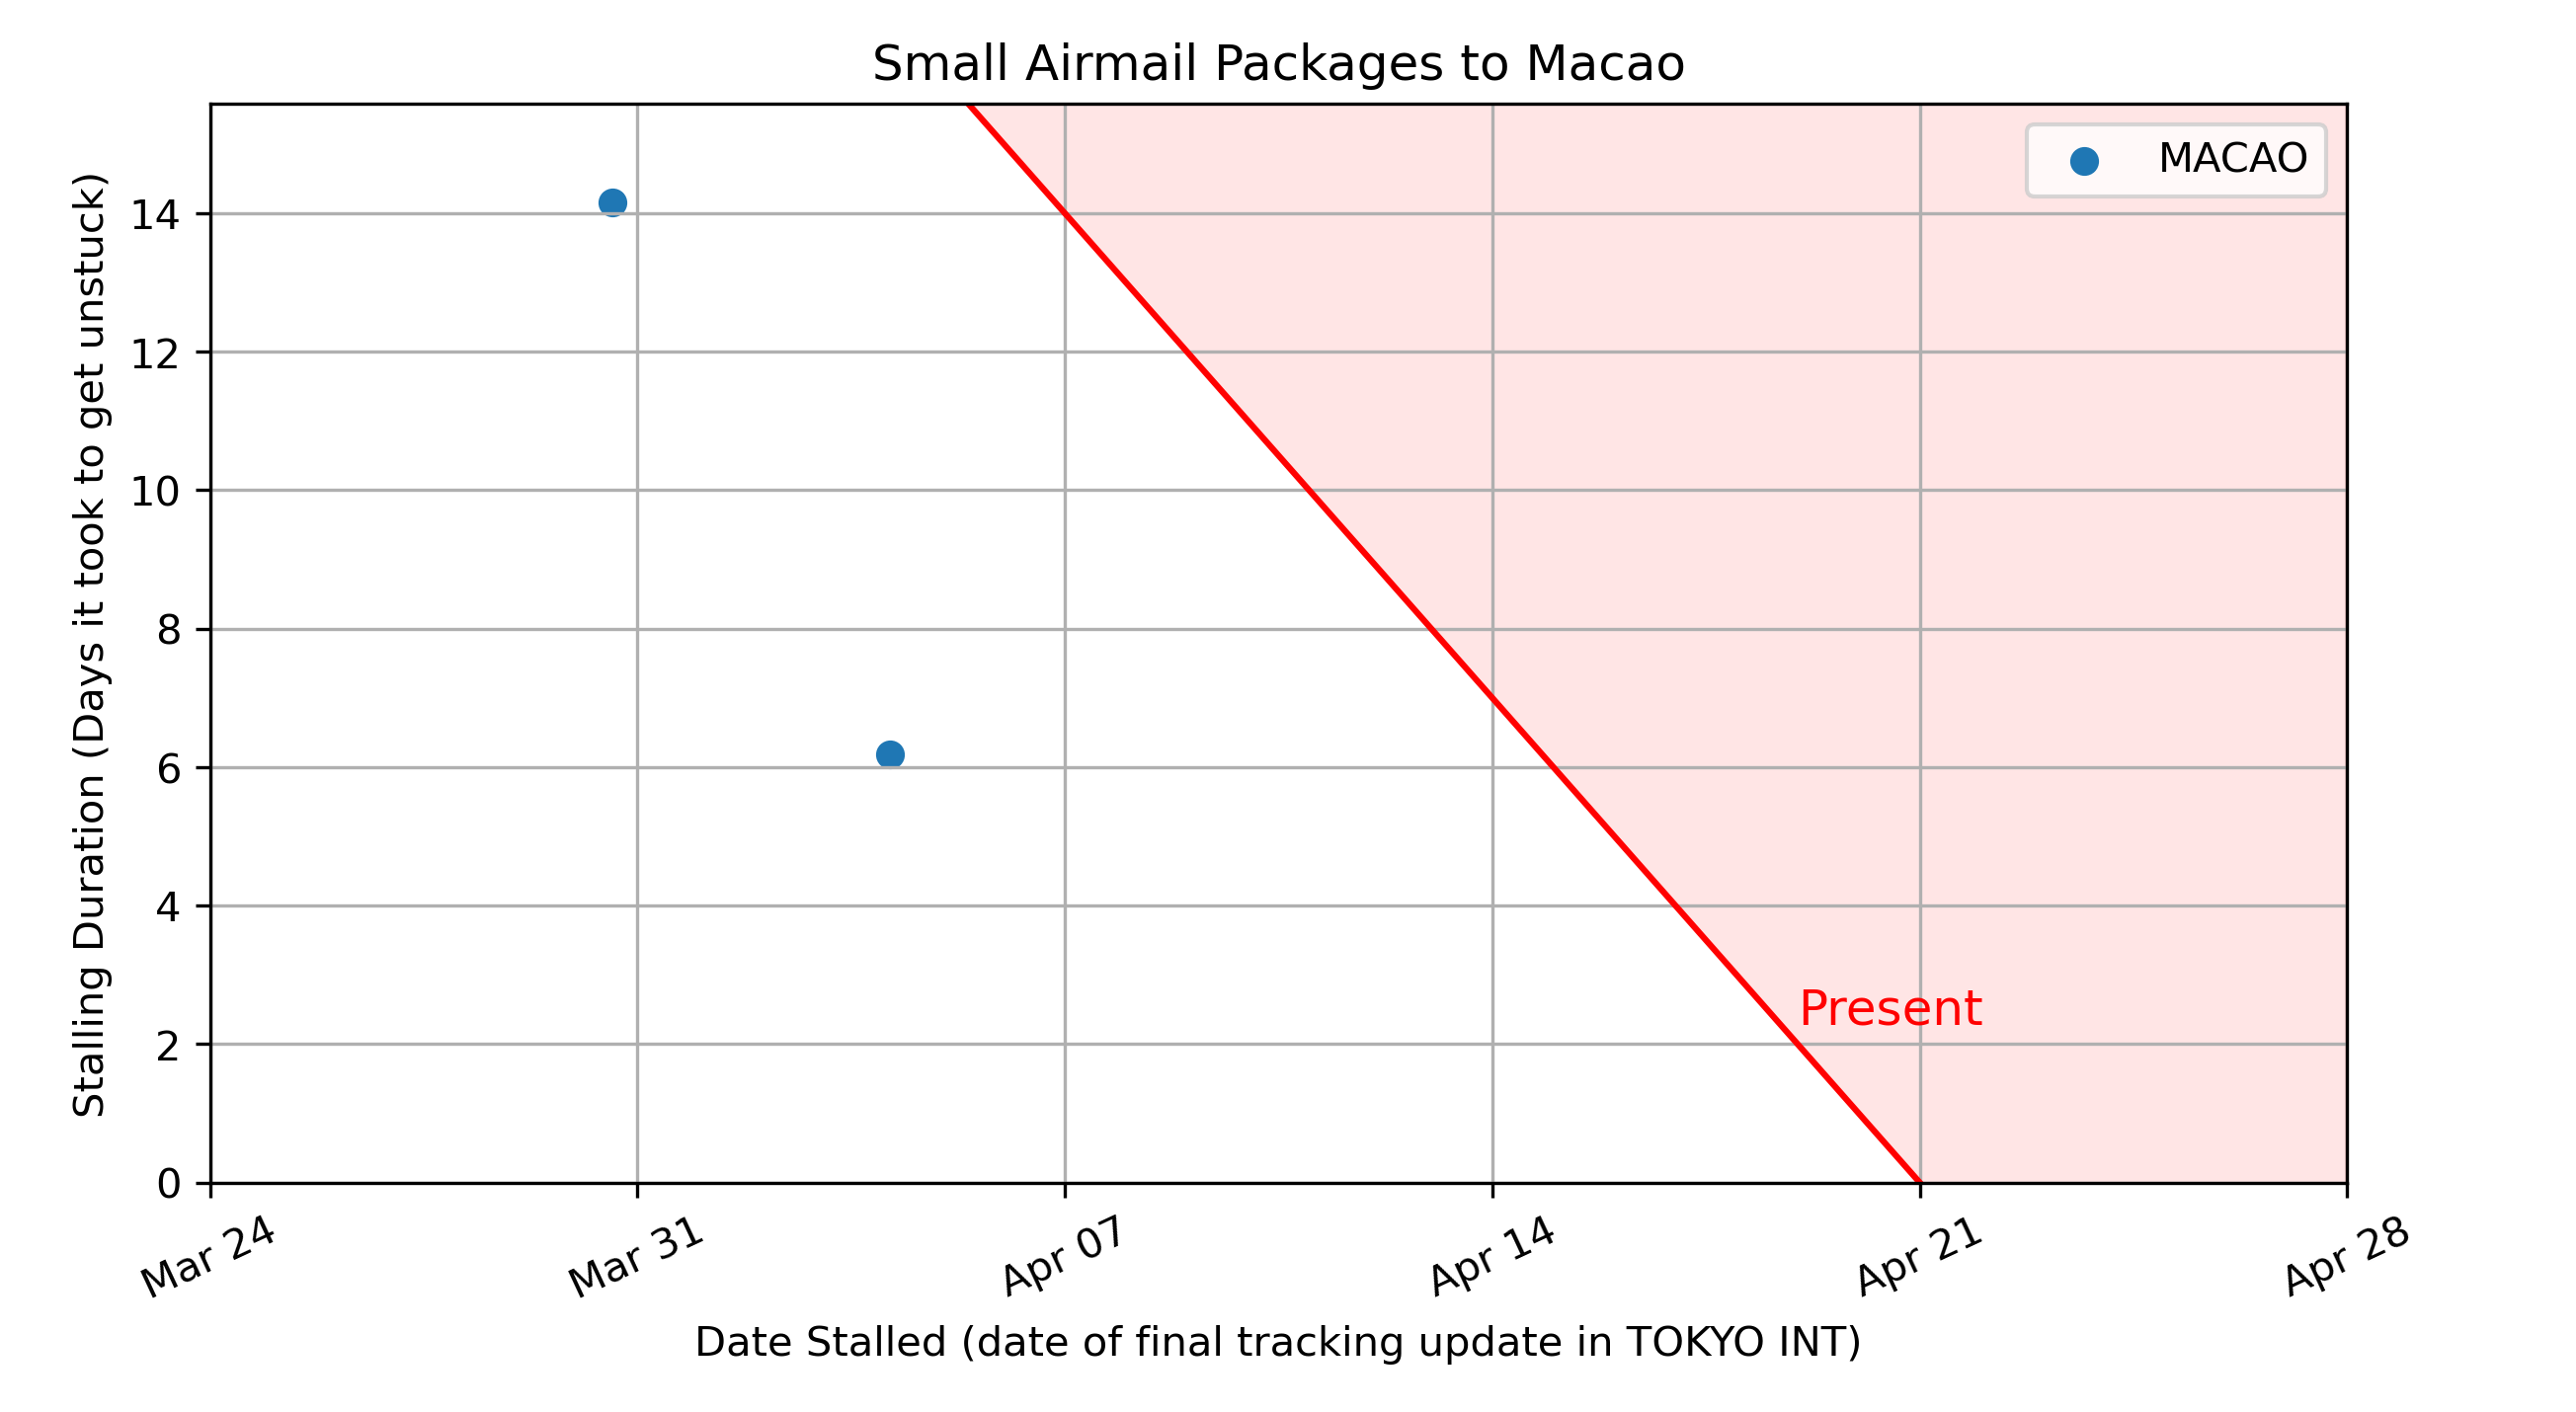 Small Airmail Packages to Macao
MACAO
Stalling Duration (Days it took to get unstuck)
14
12
10
8
6
4
2
0
Present
Mar 24
Mar 31
Apr 07
Apr 14
Apr 21
Apr 28
Date Stalled (date of final tracking update in TOKYO INT)